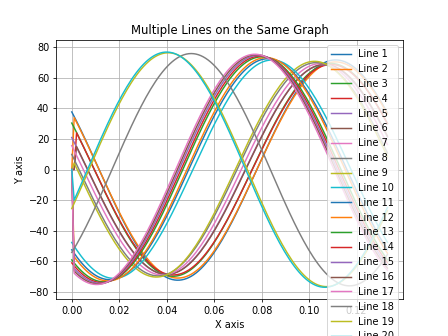 Multiple Lines on the Same Graph
80
60
40
20
0
−20
−40
−60
−80
Y axis
0.00 0.02 0.04 0.06 0.08 0.10
X axis
Line 1
Line 2
Line 3
Line 4
Line 5
Line 6
Line 7
Line 8
Line 9
Line 10
Line 11
Line 12
Line 13
Line 14
Line 15
Line 16
Line 17
Line 18
Line 19
Line 20